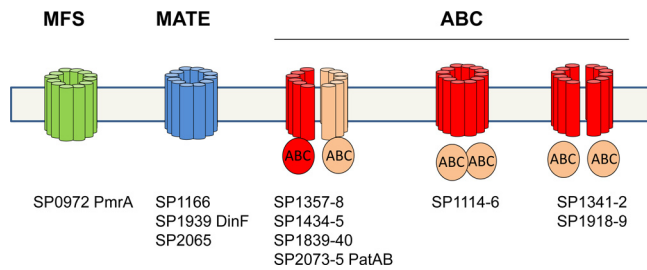 MFS
MATE
ABC
ABC
ABC
ABC
ABC
ABC
ABC
SP0972 PmrA
SP1166
SP1939 DinF
SP2065
SP1357-8
SP1434-5
SP1839-40
SP2073-5 PatAB
SP1114-6
SP1341-2
SP1918-9